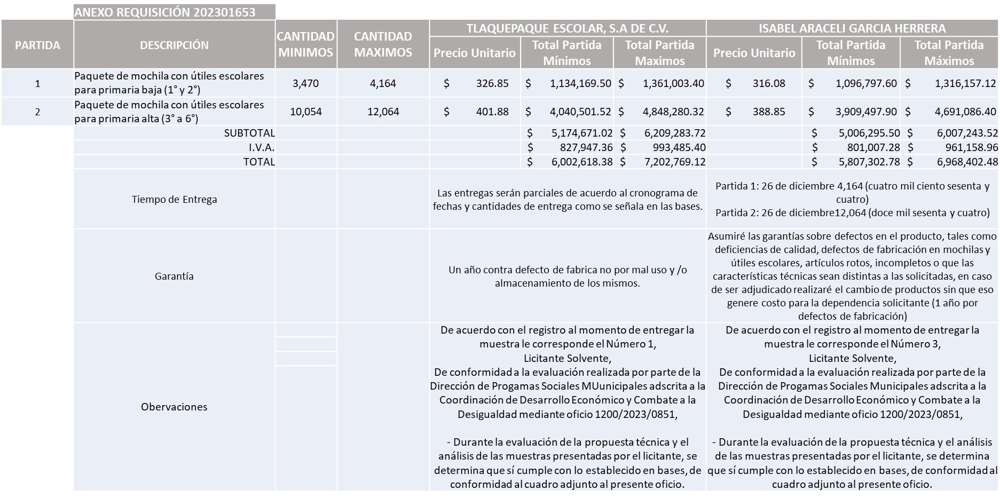 ANEXO REQUISICIÓN 202301653
PARTIDA DESCRIPCIÓN CANTIDAD MINIMOS CANTIDAD MAXIMOS TLAQUEPAQUE ESCOLAR, S.A DE C.V. ISABEL ARACELI GARCIA HERRERA
Precio Unitario Total Partida Mínimos Total Partida Maximos Precio Unitario Total Partida Mínimos Total Partida Máximos
1 Paquete de mochila con útiles escolares para primaria baja (1° y 2°) 3,470 4,164 $ 326.85 $ 1,134,169.50 $ 1,361,003.40 $ 316.08 $ 1,096,797.60 $ 1,316,157.12
2 Paquete de mochila con útiles escolares para primaria alta (3° a 6°) 10,054 12,064 $ 401.88 $ 4,040,501.52 $ 4,848,280.32 $ 388.85 $ 3,909,497.90 $ 4,691,086.40
SUBTOTAL $ 5,174,671.02 $ 6,209,283.72 $ 5,006,295.50 $ 6,007,243.52
I.V.A. $ 827,947.36 $ 993,485.40 $ 801,007.28 $ 961,158.96
TOTAL $ 6,002,618.38 $ 7,202,769.12 $ 5,807,302.78 $ 6,968,402.48
Tiempo de Entrega
Las entregas serán parciales de acuerdo al cronograma de
fechas y cantidades de entrega como se señala en las bases.
Partida 1: 26 de diciembre 4,164 (cuatro mil ciento sesenta y
cuatro)
Partida 2: 26 de diciembre12,064 (doce mil sesenta y cuatro)
Garantía
Un año contra defecto de fabrica no por mal uso y /o
almacenamiento de los mismos.
Asumiré las garantías sobre defectos en el producto, tales como
deficiencias de calidad, defectos de fabricación en mochilas y
útiles escolares, artículos rotos, incompletos o que las
características técnicas sean distintas a las solicitadas, en caso
de ser adjudicado realizaré el cambio de productos sin que eso
genere costo para la dependencia solicitante (1 año por
defectos de fabricación)
Obervaciones
De acuerdo con el registro al momento de entregar la
muestra le corresponde el Número 1,
Licitante Solvente,
De conformidad a la evaluación realizada por parte de la
Dirección de Progamas Sociales MUunicipales adscrita a la
Coordinación de Desarrollo Económico y Combate a la
Desigualdad mediante oficio 1200/2023/0851,
- Durante la evaluación de la propuesta técnica y el
análisis de las muestras presentadas por el licitante, se
determina que sí cumple con lo establecido en bases, de
conformidad al cuadro adjunto al presente oficio.
De acuerdo con el registro al momento de entregar la
muestra le corresponde el Número 3,
Licitante Solvente,
De conformidad a la evaluación realizada por parte de la
Dirección de Progamas Sociales Municipales adscrita a la
Coordinación de Desarrollo Económico y Combate a la
Desigualdad mediante oficio 1200/2023/0851,
- Durante la evaluación de la propuesta técnica y el análisis
de las muestras presentadas por el licitante, se determina
que sí cumple con lo establecido en bases, de conformidad al
cuadro adjunto al presente oficio.